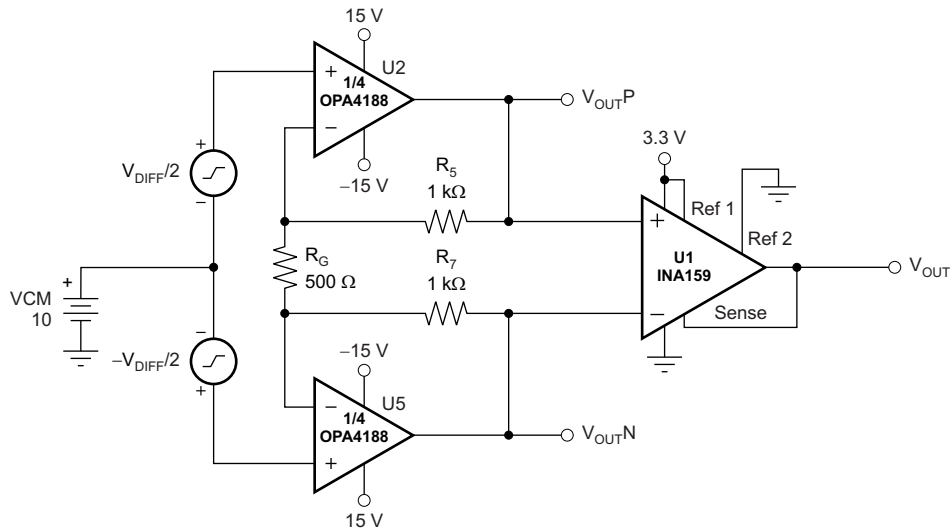 15 V
U2
+
1/4
OPA4188
−
−15 V
V_OUTP
+
V_DIFF/2
−
R5
1 kΩ
3.3 V
Ref 1
Ref 2
+
U1
INA159
−
Sense
V_OUT
RG
500 Ω
R7
1 kΩ
+
VCM
10
−
−V_DIFF/2
+
−15 V
U5
−
1/4
OPA4188
+
15 V
V_OUTN